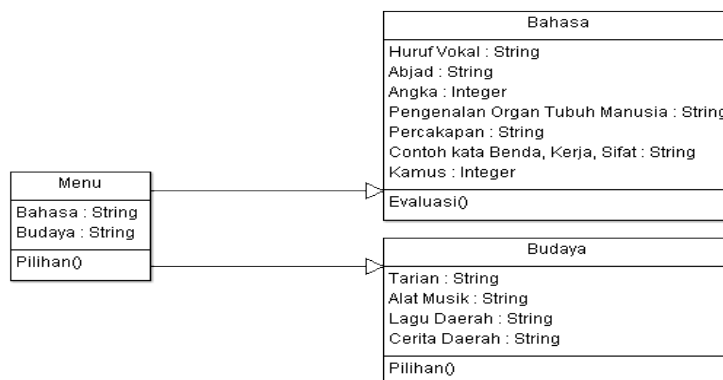 Menu
Bahasa : String
Budaya : String
Pilihan()
Bahasa
Huruf Vokal : String
Abjad : String
Angka : Integer
Pengenalan Organ Tubuh Manusia : String
Percakapan : String
Contoh kata Benda, Kerja, Sifat : String
Kamus : Integer
Evaluasi()
Budaya
Tarian : String
Alat Musik : String
Lagu Daerah : String
Cerita Daerah : String
Pilihan()